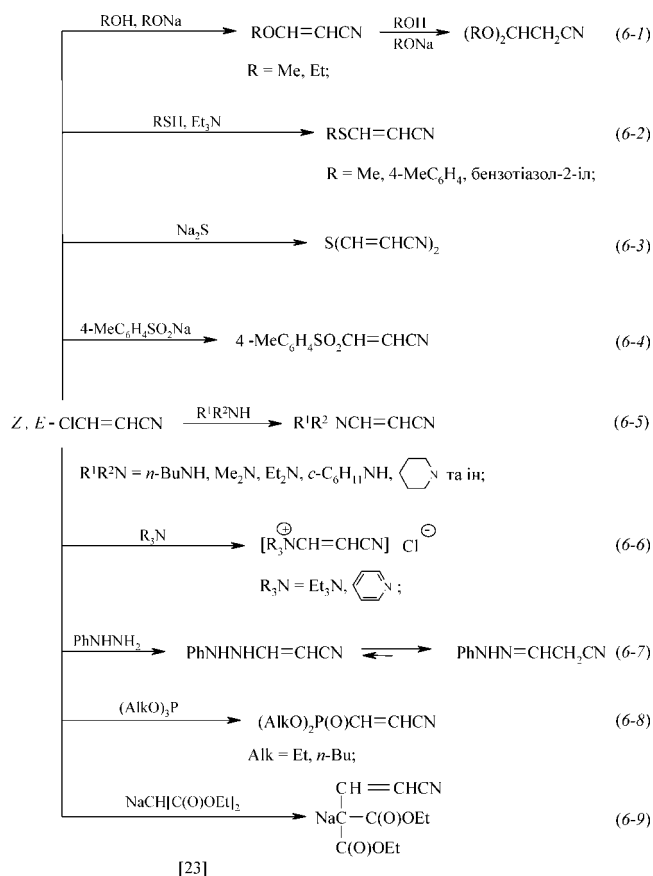 ROH, RONa
ROCH=CHCN
ROH
RONa
(RO)₂CHCH₂CN
(6-1)
R = Me, Et;
RSH, Et₃N
RSCH=CHCN
(6-2)
R = Me, 4-MeC₆H₄, бензотіазол-2-іл;
Na₂S
S(CH=CHCN)₂
(6-3)
4-MeC₆H₄SO₂Na
4 -MeC₆H₄SO₂CH=CHCN
(6-4)
Z, E - ClCH=CHCN
R¹R²NH
R¹R² NCH=CHCN
(6-5)
R¹R²N = n-BuNH, Me₂N, Et₂N, c-C₆H₁₁NH, N та ін;
R₃N
[R₃N⊕CH=CHCN] Cl⊖
(6-6)
R₃N = Et₃N, N ;
PhNHNH₂
PhNHNHCH=CHCN
PhNHN=CHCH₂CN
(6-7)
(AlkO)₃P
(AlkO)₂P(O)CH=CHCN
(6-8)
Alk = Et, n-Bu;
NaCH[C(O)OEt]₂
CH=CHCN
NaC—C(O)OEt
C(O)OEt
(6-9)
[23]